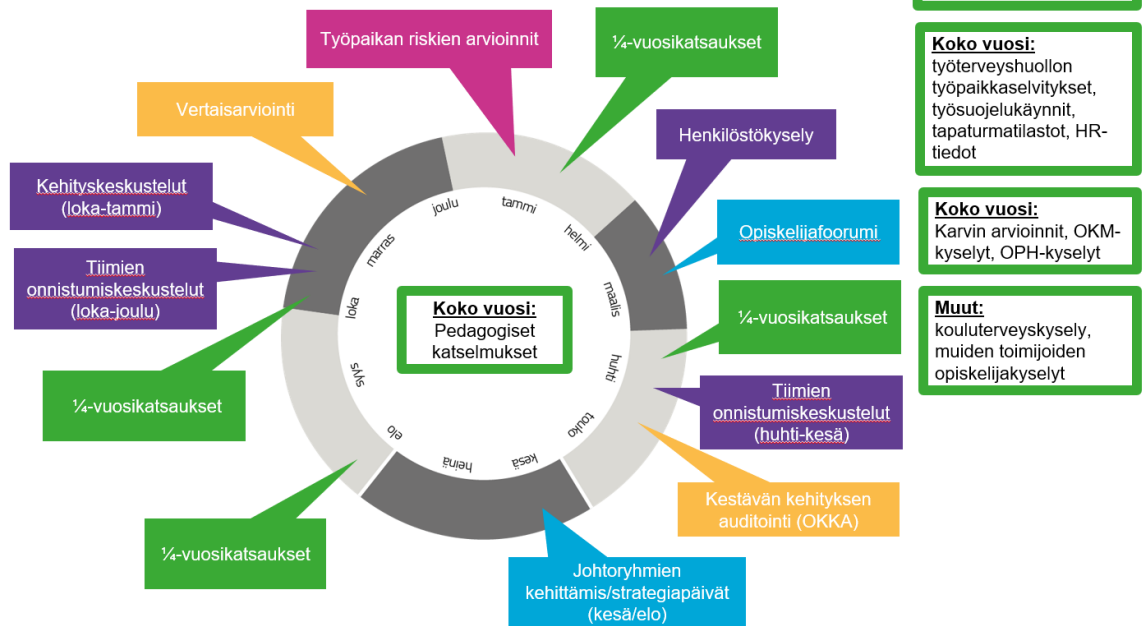 Työpaikan riskien arvioinnit
¼-vuosikatsaukset
Vertaisarviointi
Henkilöstökysely
Kehityskeskustelut
(loka-tammi)
Opiskelijafoorumi
Tiimien
onnistumiskeskustelut
(loka-joulu)
¼-vuosikatsaukset
Tiimien
onnistumiskeskustelut
(huhti-kesä)
¼-vuosikatsaukset
Kestävän kehityksen
auditointi (OKKA)
¼-vuosikatsaukset
Johtoryhmien
kehittämis/strategiapäivät
(kesä/elo)
tammi
helmi
maalis
huhti
touko
kesä
heinä
elo
syys
loka
marras
joulu
Koko vuosi:
Pedagogiset
katselmukset
Koko vuosi:
työterveyshuollon
työpaikkaselvitykset,
työsuojelukäynnit,
tapaturmatilastot, HR-
tiedot
Koko vuosi:
Karvin arvioinnit, OKM-
kyselyt, OPH-kyselyt
Muut:
kouluterveyskysely,
muiden toimijoiden
opiskelijakyselyt